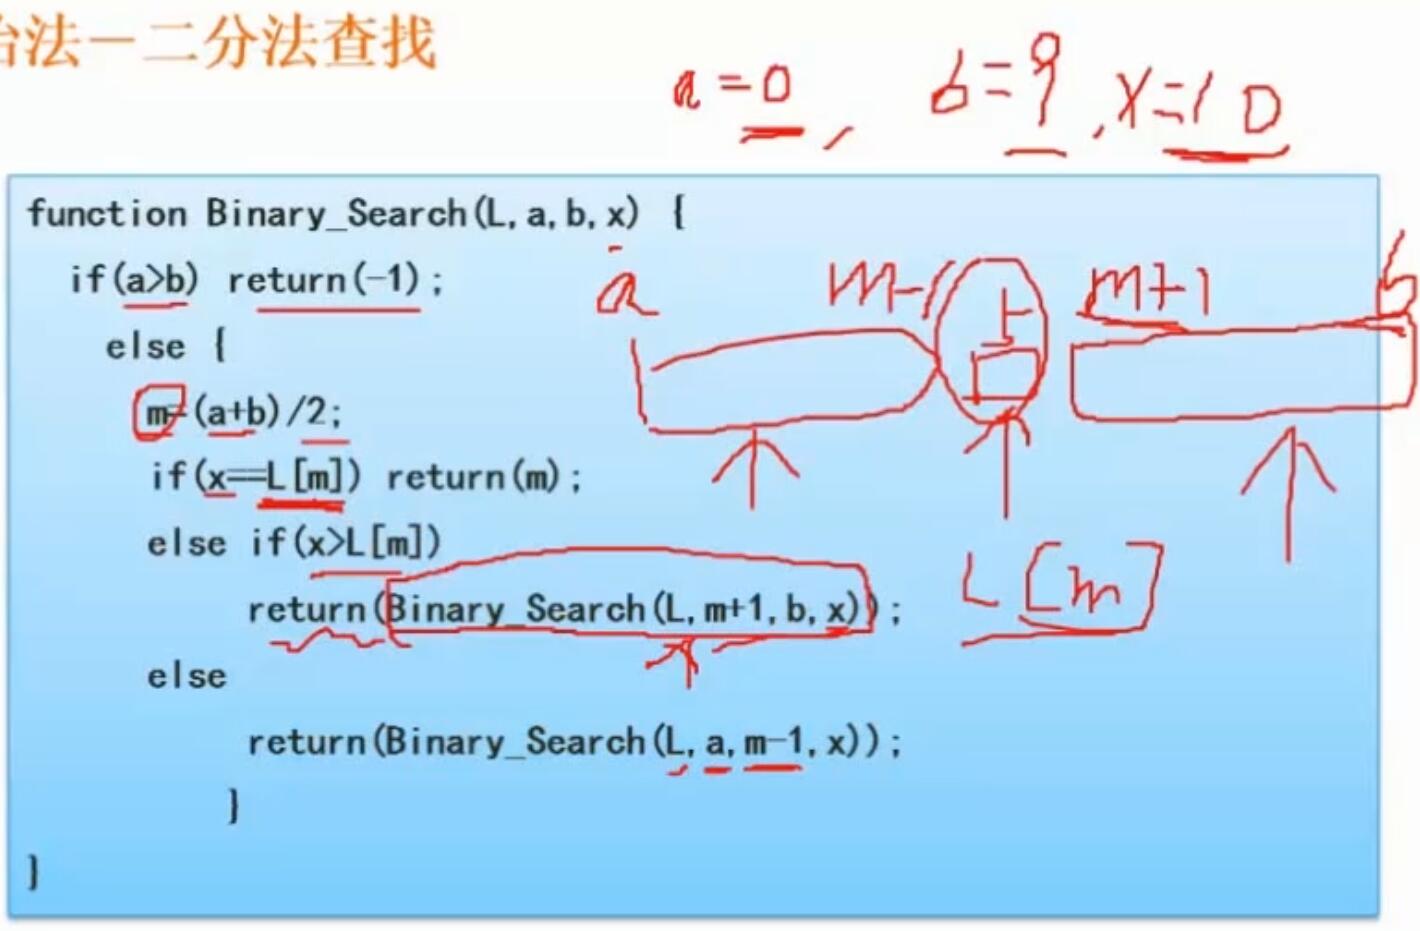 治法－二分法查找
a=0, b=9, x=10
function Binary_Search(L, a, b, x) {
if(a>b) return(-1);
else {
m=(a+b)/2;
if(x==L[m]) return(m);
else if(x>L[m])
return(Binary_Search(L, m+1, b, x));
else
return(Binary_Search(L, a, m-1, x));
}
}
a m-1 m+1 b
L[m]